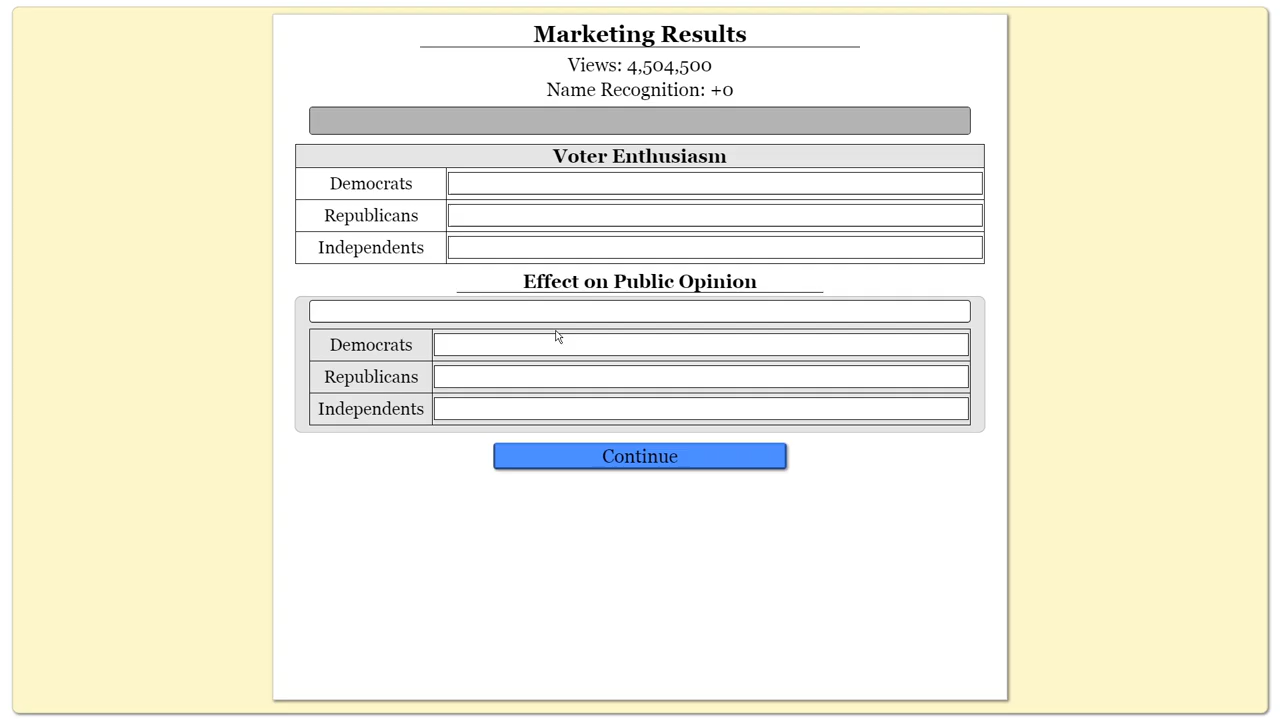 Marketing Results
Views: 4,504,500
Name Recognition: +0
Voter Enthusiasm
Democrats
Republicans
Independents
Effect on Public Opinion
Democrats
Republicans
Independents
Continue